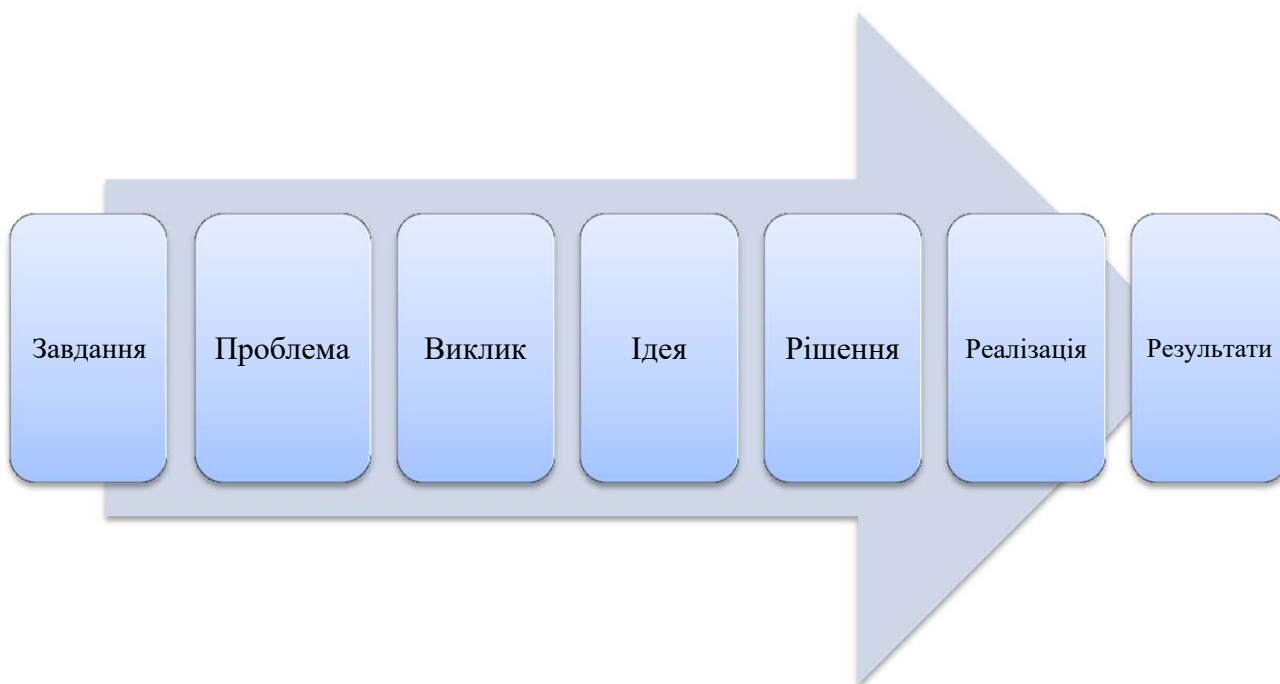 Завдання
Проблема
Виклик
Ідея
Рішення
Реалізація
Результати